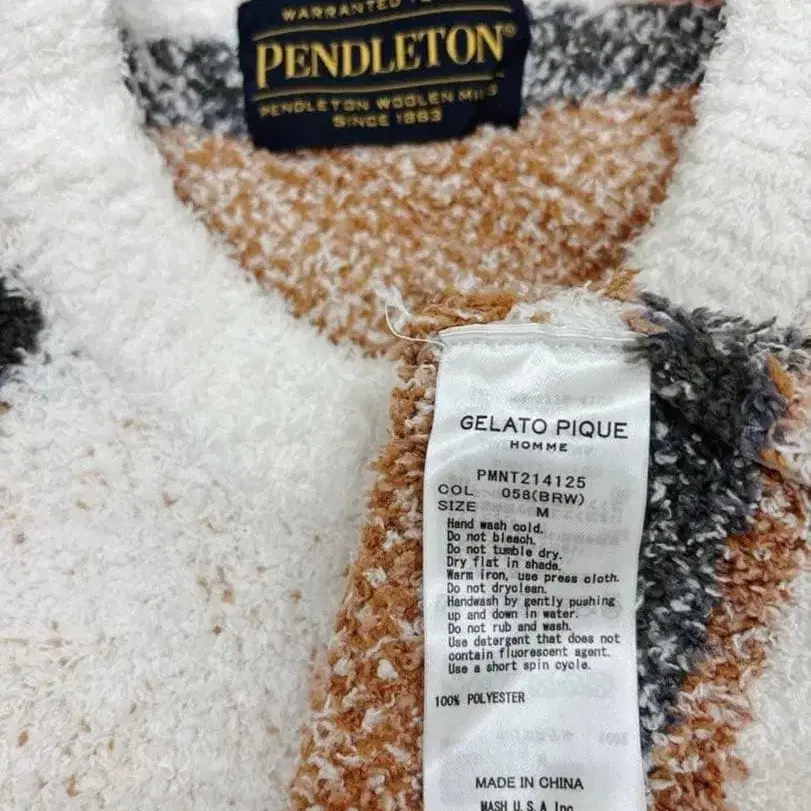 WARRANTED
PENDLETON®
PENDLETON WOOLEN MILLS
SINCE 1863
GELATO PIQUE
HOMME
PMNT214125
COL 058(BRW)
SIZE M
Hand wash cold.
Do not bleach.
Do not tumble dry.
Dry flat in shade.
Warm iron, use press cloth.
Do not dryclean.
Handwash by gently pushing
up and down in water.
Do not rub and wash.
Use detergent that does not
contain fluorescent agent.
Use a short spin cycle.
100% POLYESTER
MADE IN CHINA
MASH U.S.A Inc.